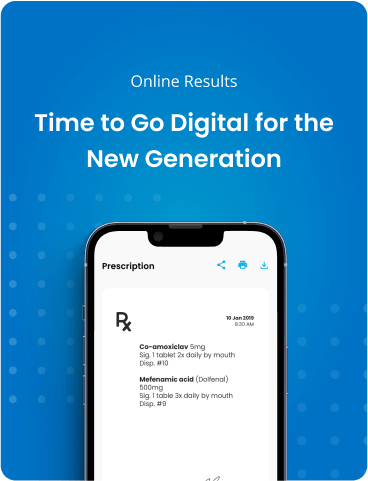 Online Results
Time to Go Digital for the
New Generation
Prescription
Rx
10 Jan 2019
8:30 AM
Co-amoxiclav 5mg
Sig. 1 tablet 2x daily by mouth
Disp. #10
Mefenamic acid (Dolfenal)
500mg
Sig. 1 table 3x daily by mouth
Disp. #9